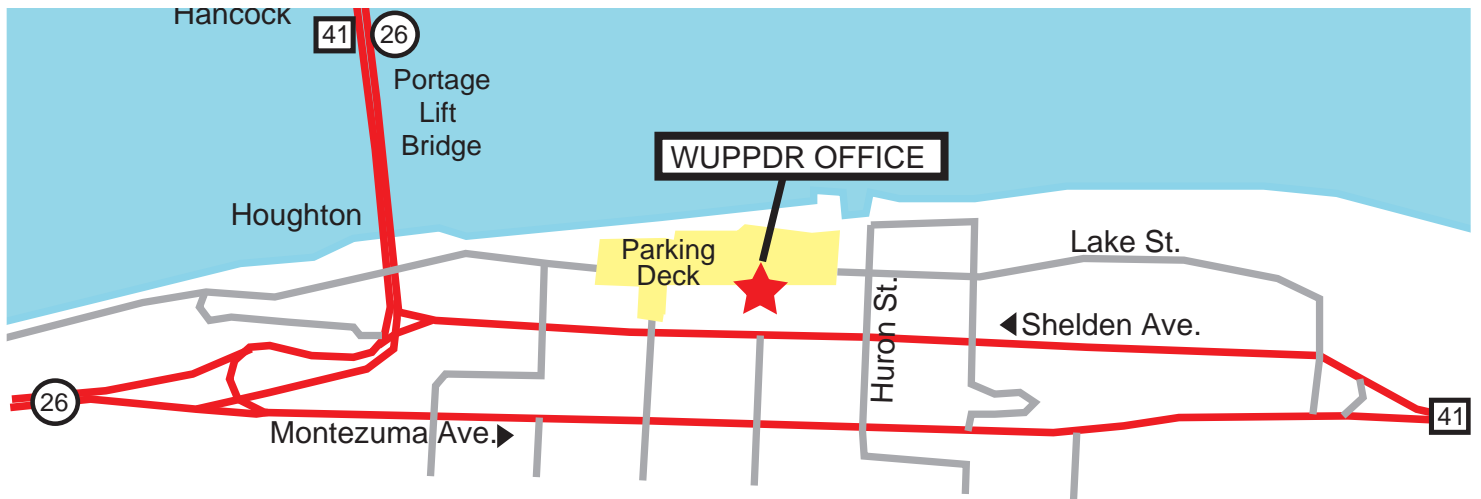 Hancock
41
26
Portage
Lift
Bridge
WUPPDR OFFICE
Houghton
Parking
Deck
Lake St.
Huron St.
Shelden Ave.
26
Montezuma Ave.
41